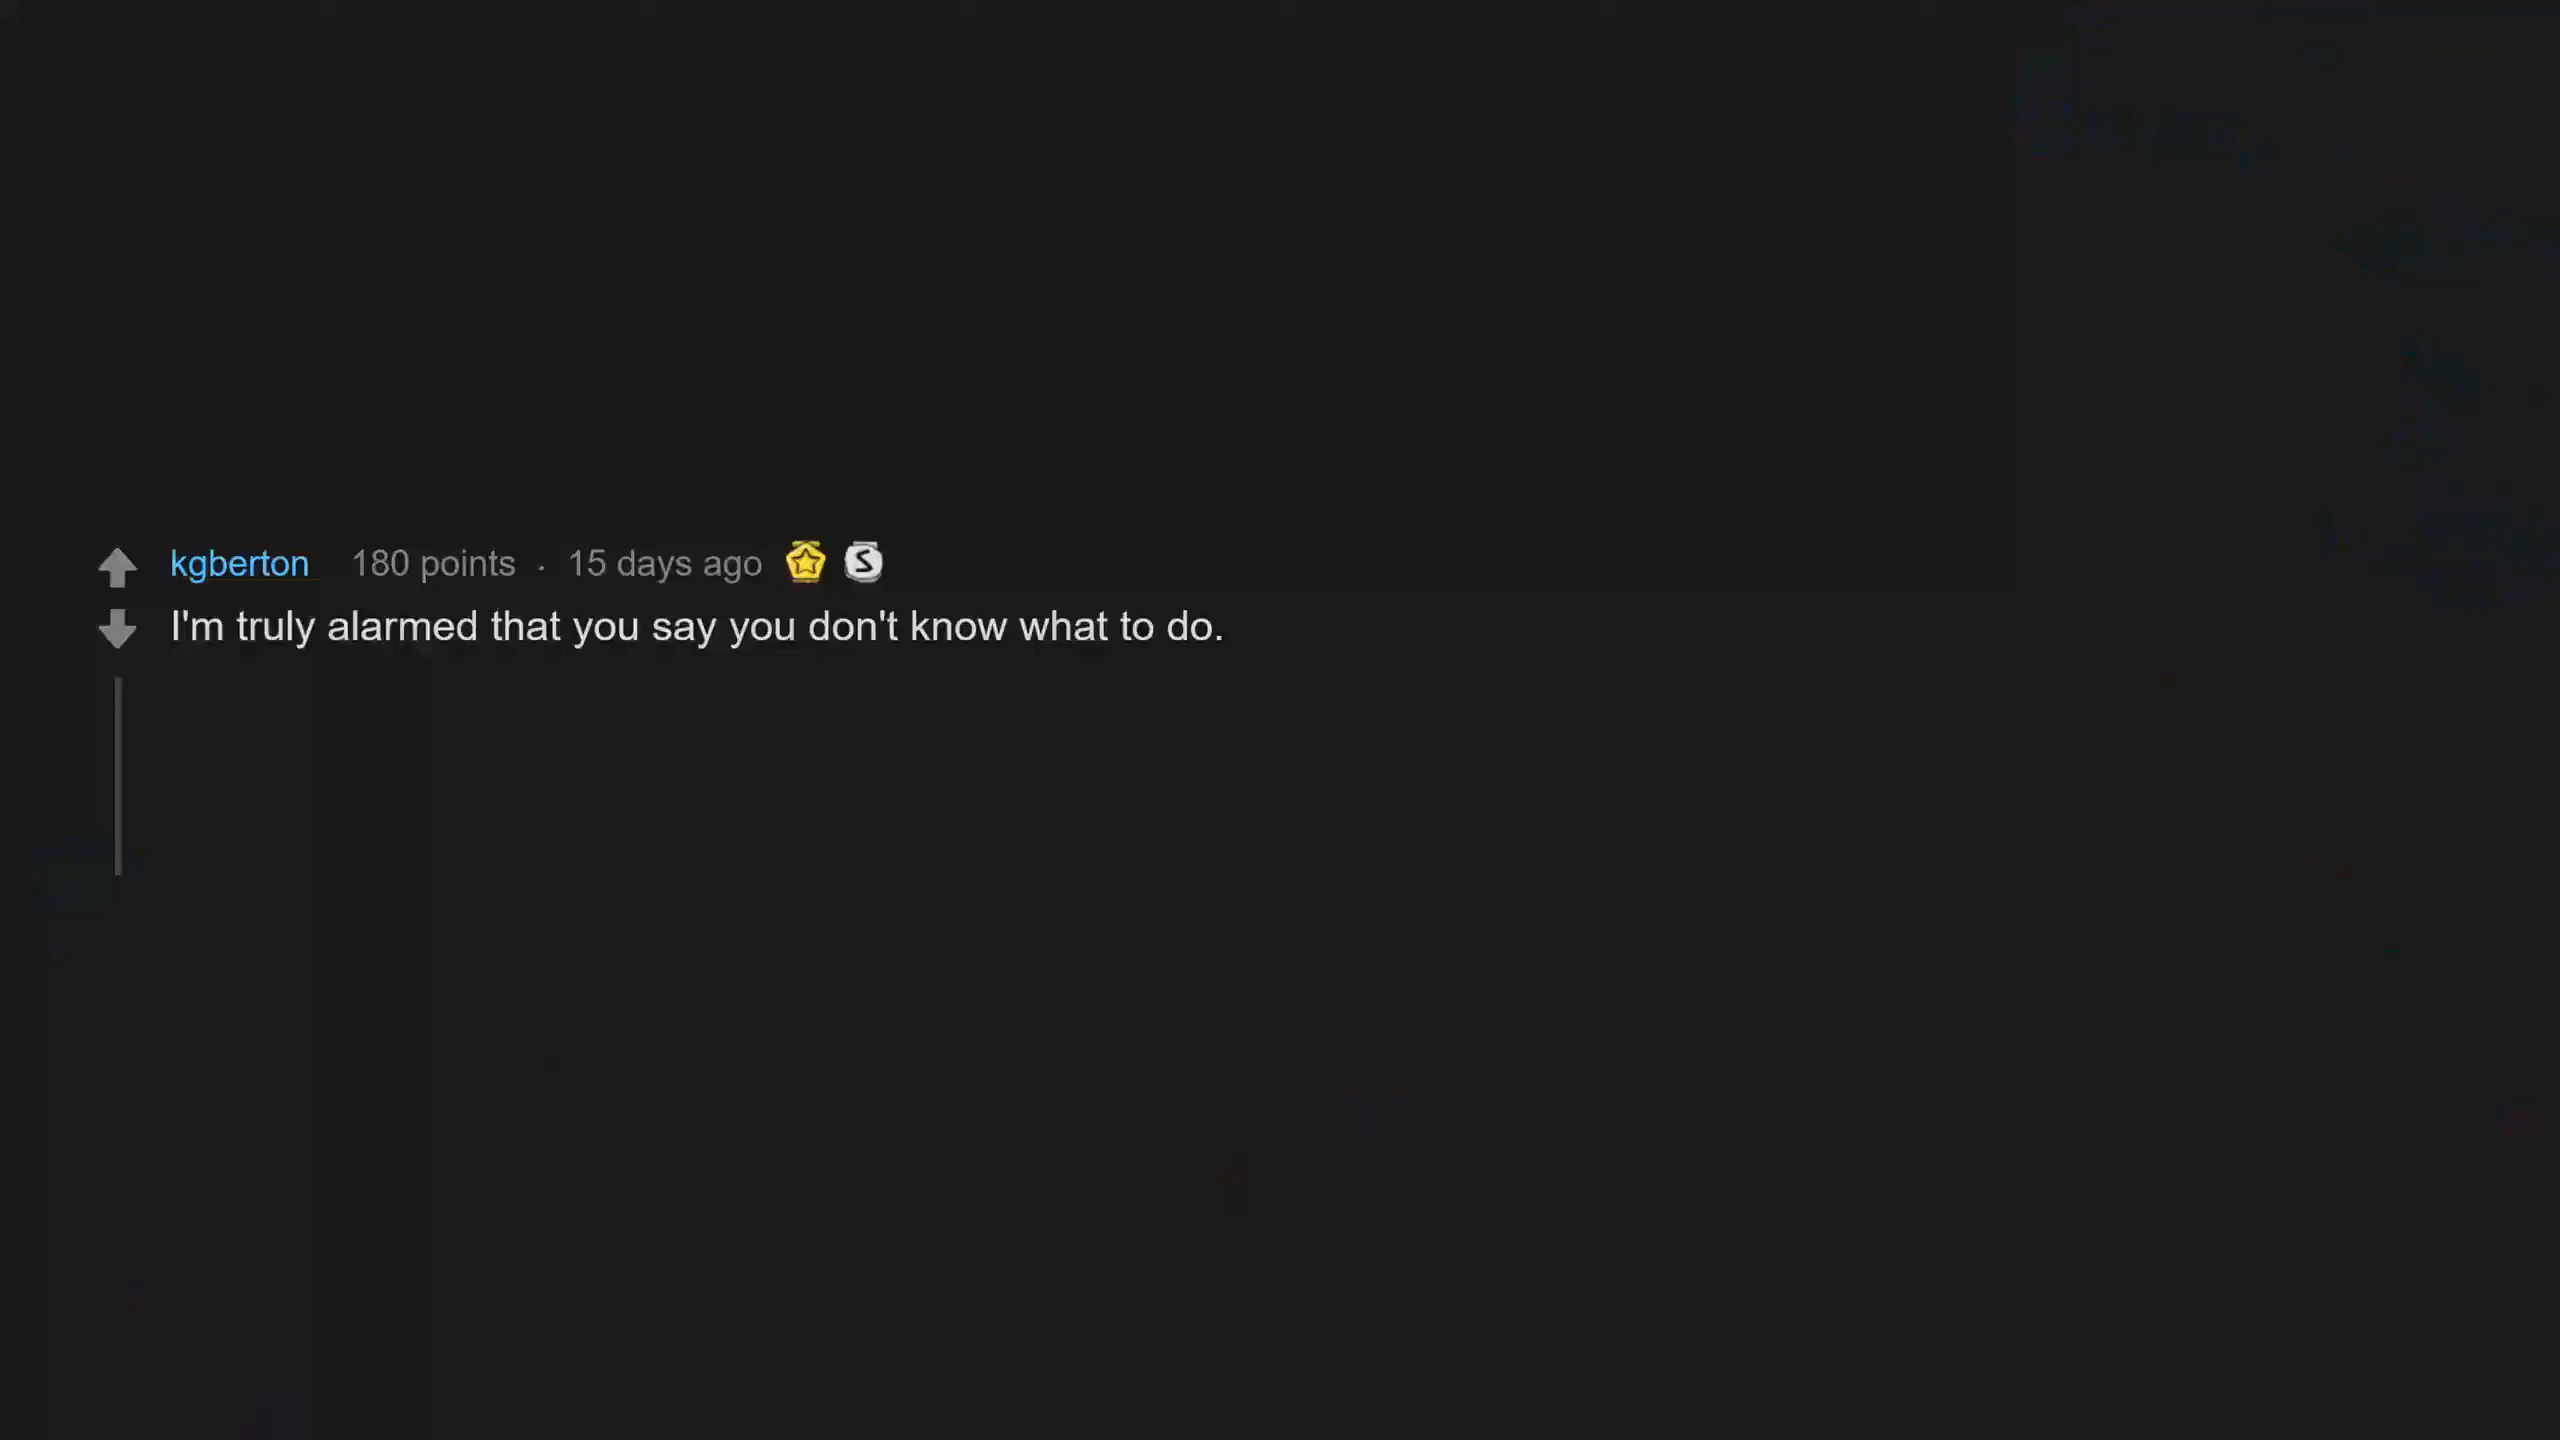 kgberton 180 points · 15 days ago
I'm truly alarmed that you say you don't know what to do.